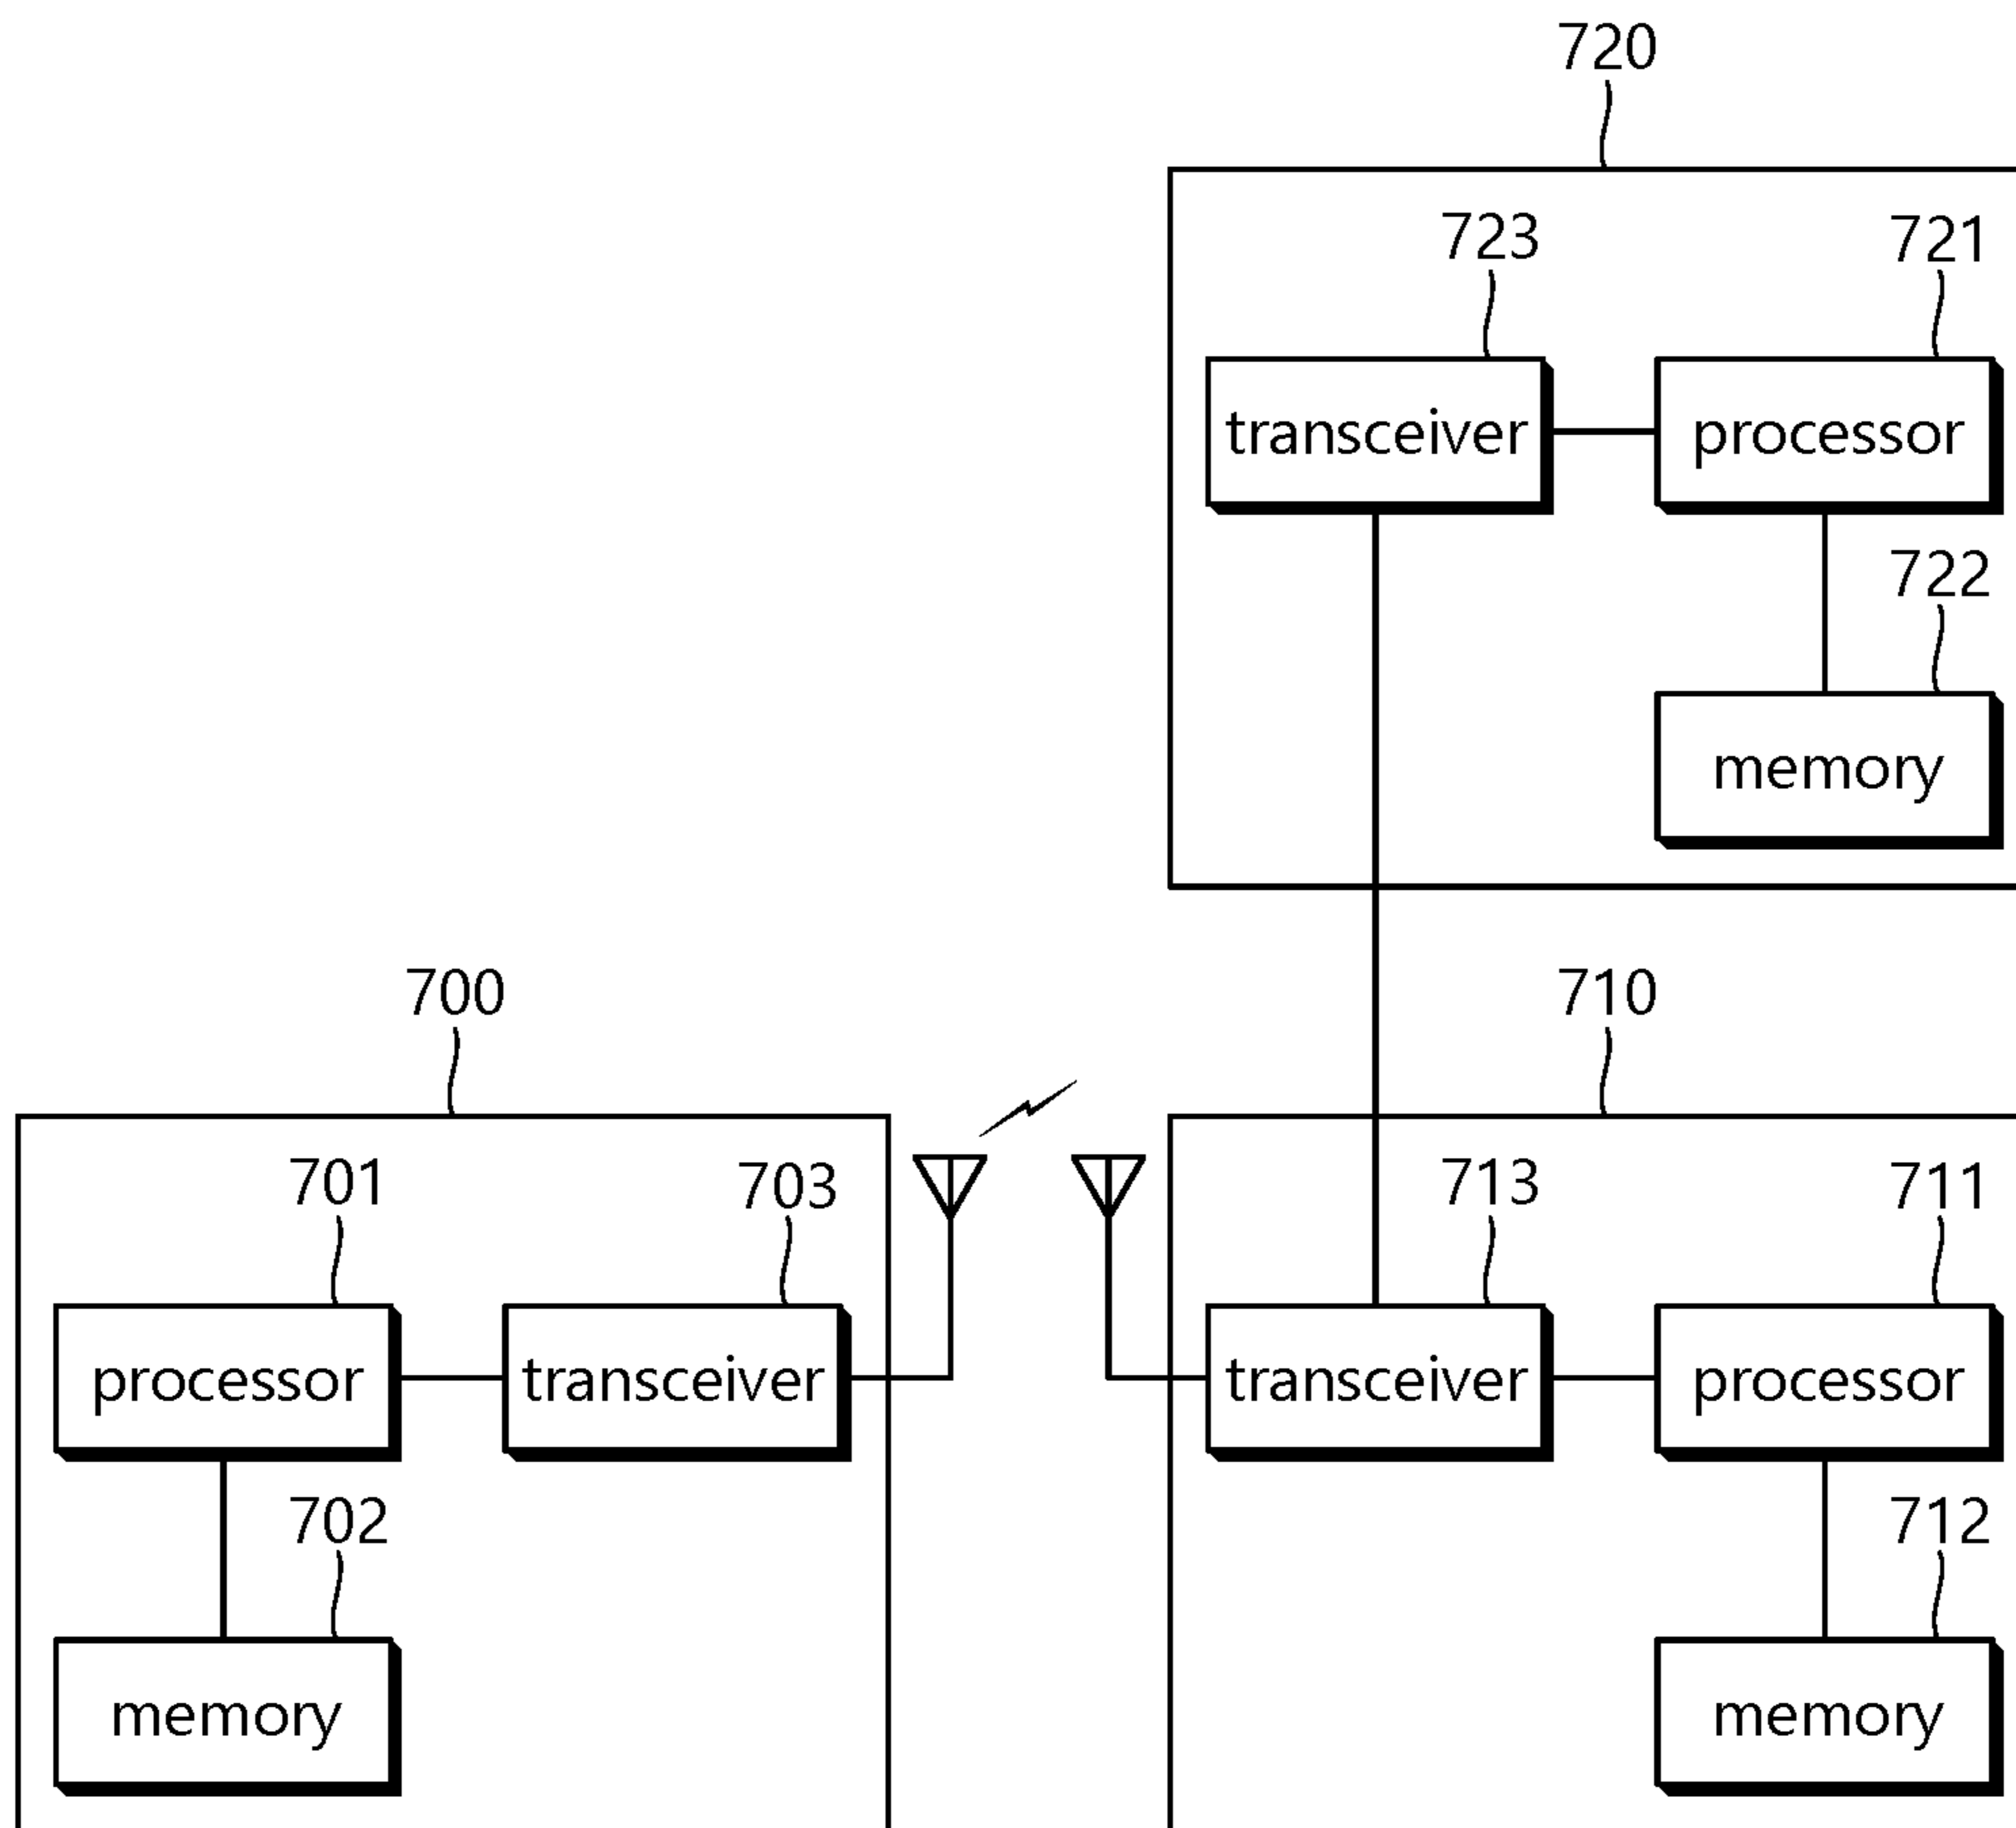 720
723
721
transceiver
processor
722
memory
700
710
701
703
713
711
processor
transceiver
transceiver
processor
702
712
memory
memory